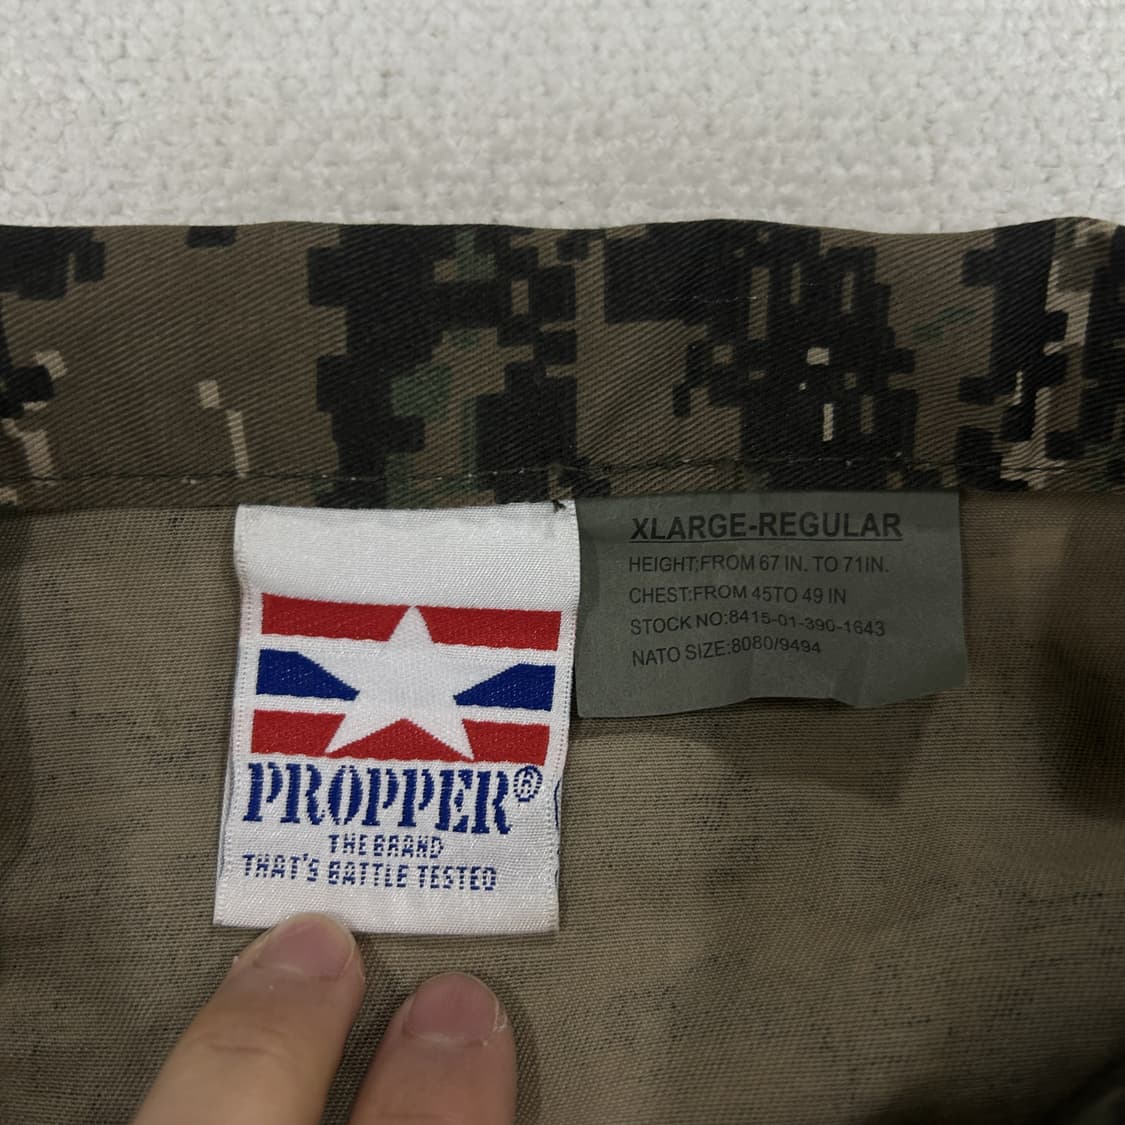 PROPPER®
THE BRAND
THAT'S BATTLE TESTED
XLARGE-REGULAR
HEIGHT:FROM 67 IN. TO 71IN.
CHEST:FROM 45TO 49 IN
STOCK NO:8415-01-390-1643
NATO SIZE:8080/9494